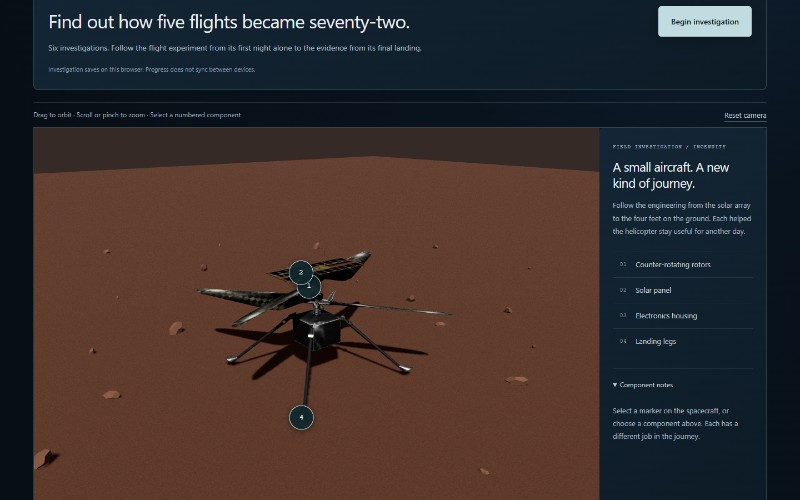 Find out how five flights became seventy-two.
Begin investigation
Six investigations. Follow the flight experiment from its first night alone to the evidence from its final landing.
Investigation saves on this browser. Progress does not sync between devices.
Drag to orbit · Scroll or pinch to zoom · Select a numbered component
Reset camera
2
1
4
FIELD INVESTIGATION / INGENUITY
A small aircraft. A new
kind of journey.
Follow the engineering from the solar array
to the four feet on the ground. Each helped
the helicopter stay useful for another day.
01 Counter-rotating rotors
02 Solar panel
03 Electronics housing
04 Landing legs
▼ Component notes
Select a marker on the spacecraft, or
choose a component above. Each has a
different job in the journey.